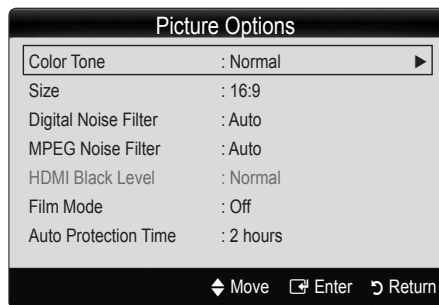 Picture Options
Color Tone : Normal ▶
Size : 16:9
Digital Noise Filter : Auto
MPEG Noise Filter : Auto
HDMI Black Level : Normal
Film Mode : Off
Auto Protection Time : 2 hours
Move Enter Return